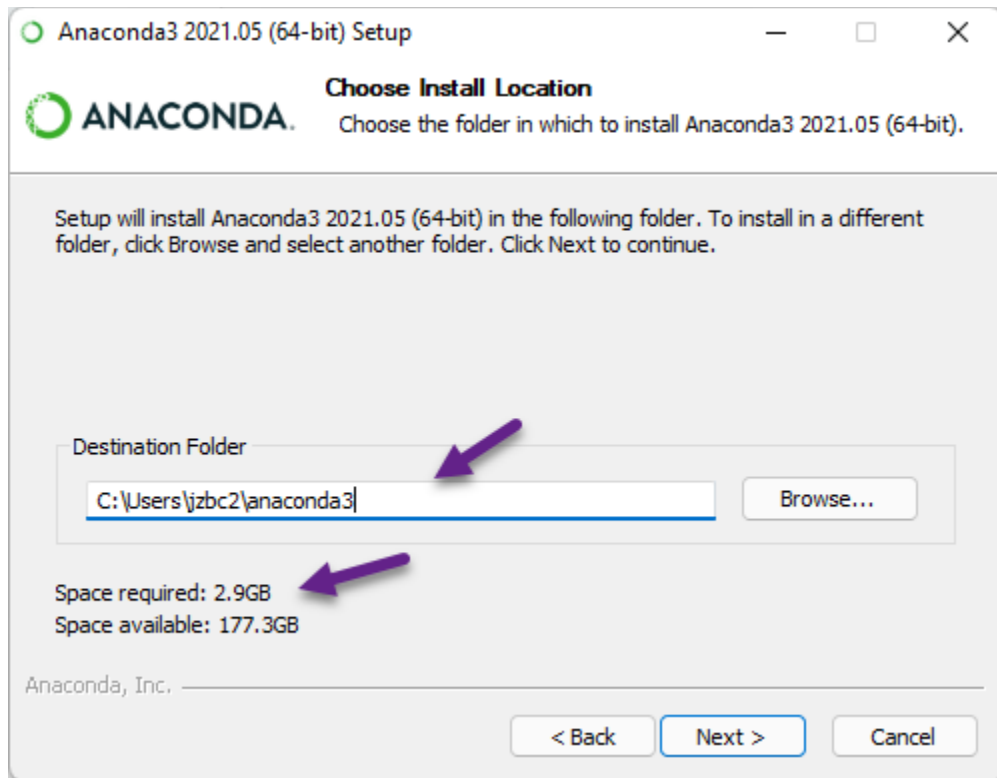 Anaconda3 2021.05 (64-bit) Setup
ANACONDA.
Choose Install Location
Choose the folder in which to install Anaconda3 2021.05 (64-bit).
Setup will install Anaconda3 2021.05 (64-bit) in the following folder. To install in a different
folder, click Browse and select another folder. Click Next to continue.
Destination Folder
C:\Users\jzbc2\anaconda3
Browse...
Space required: 2.9GB
Space available: 177.3GB
Anaconda, Inc.
< Back
Next >
Cancel